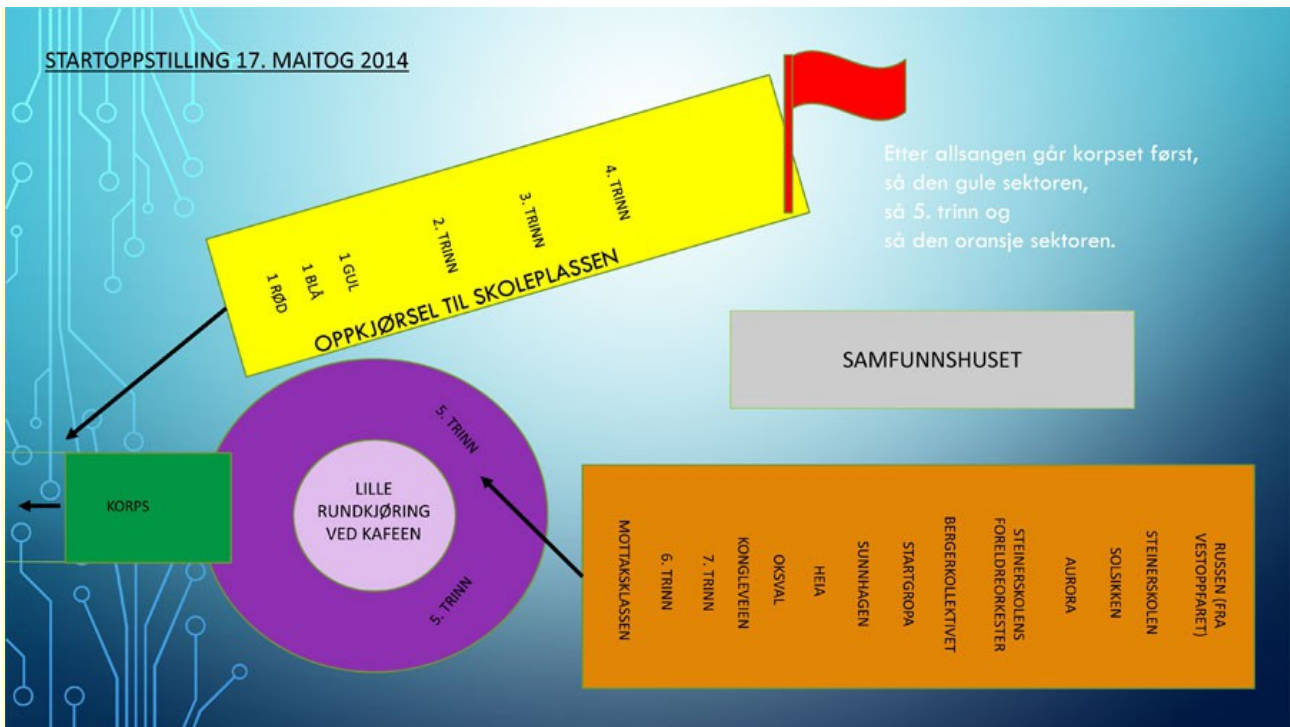 STARTOPPSTILLING 17. MAITOG 2014
Etter allsangen går korpset først,
så den gule sektoren,
så 5. trinn og
så den oransje sektoren.
1 RØD
1 BLÅ
1 GUL
2. TRINN
3. TRINN
4. TRINN
OPPKJØRSEL TIL SKOLEPLASSEN
SAMFUNNSHUSET
5. TRINN
LILLE
RUNDKJØRING
VED KAFEEN
5. TRINN
KORPS
MOTTAKSKLASSEN
6. TRINN
7. TRINN
KONGLEVEIEN
OKSVAL
HEIA
SUNNHAGEN
STARTGROPA
BERGERKOLLEKTIVET
STEINERSKOLENS
FORELDREORKESTER
AURORA
SOLSIKKEN
STEINERSKOLEN
RUSSEN (FRA
VESTOPPFARET)